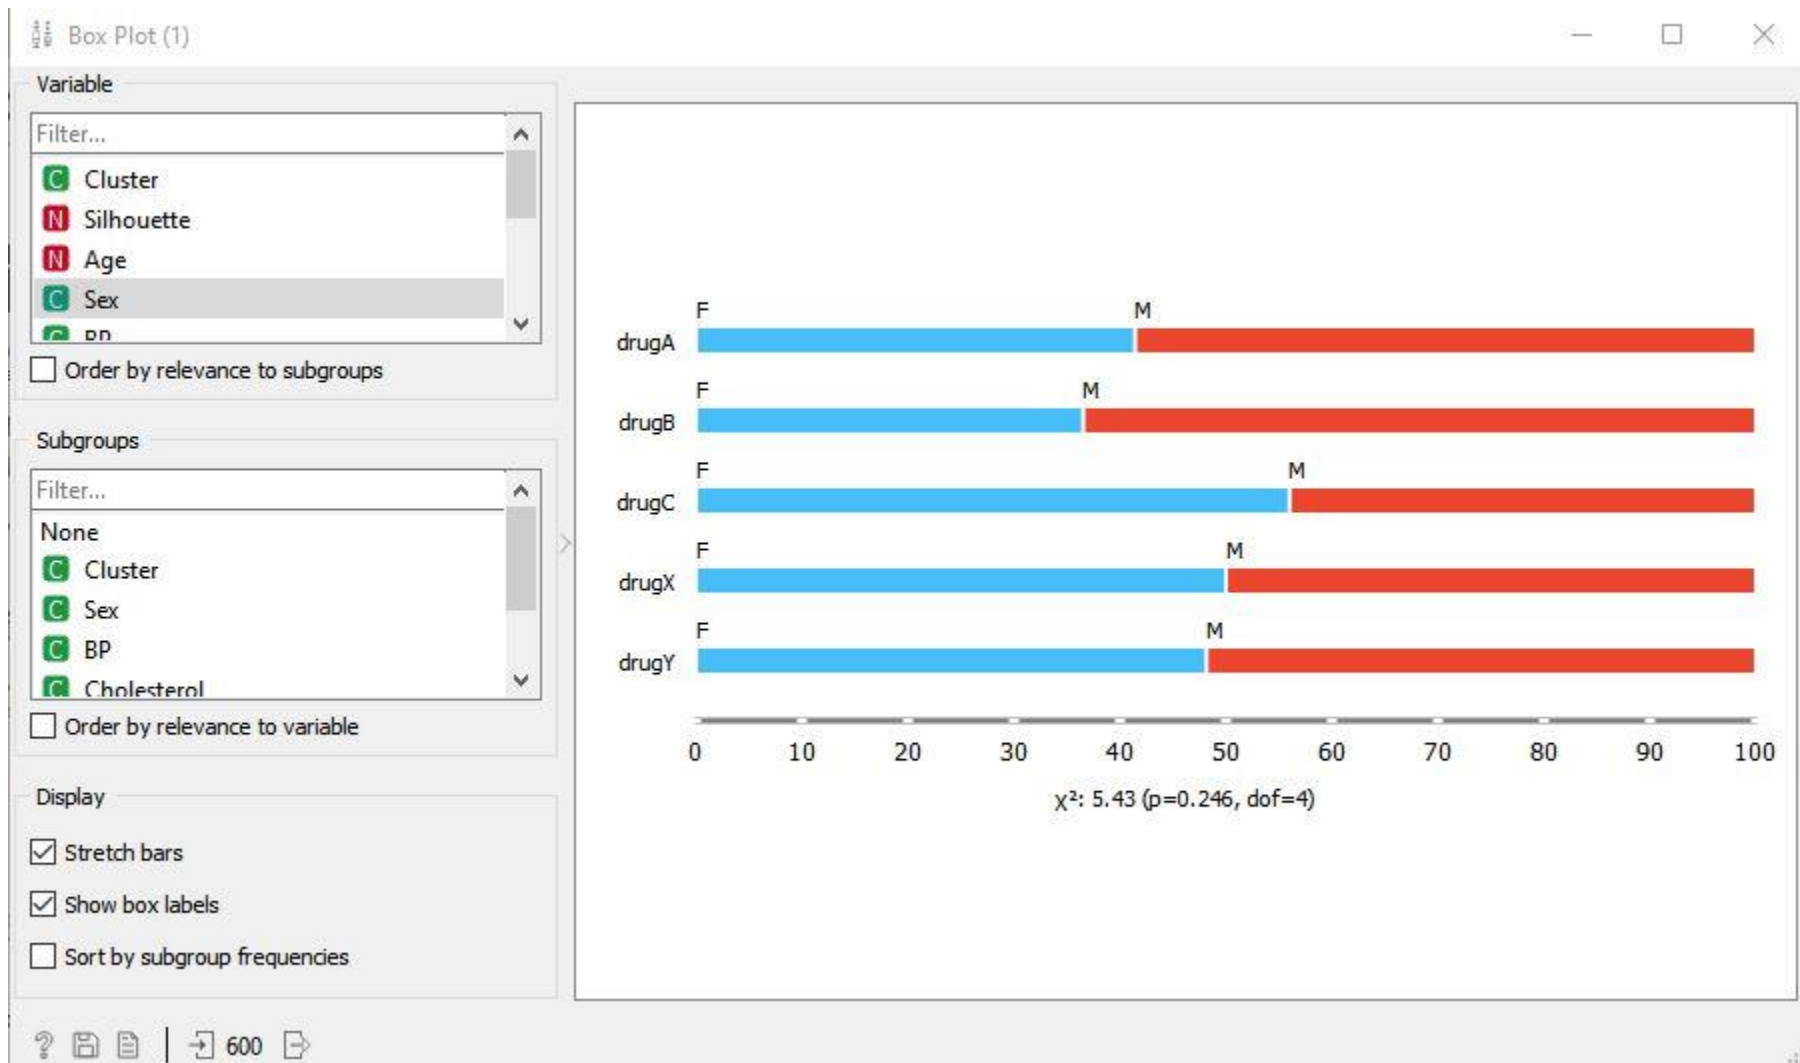 Box Plot (1)
Variable
Filter...
C Cluster
N Silhouette
N Age
C Sex
C BP
Order by relevance to subgroups
Subgroups
Filter...
None
C Cluster
C Sex
C BP
C Cholesterol
Order by relevance to variable
Display
Stretch bars
Show box labels
Sort by subgroup frequencies
? 600
F M
drugA
F M
drugB
F M
drugC
F M
drugX
F M
drugY
0 10 20 30 40 50 60 70 80 90 100
χ²: 5.43 (p=0.246, dof=4)